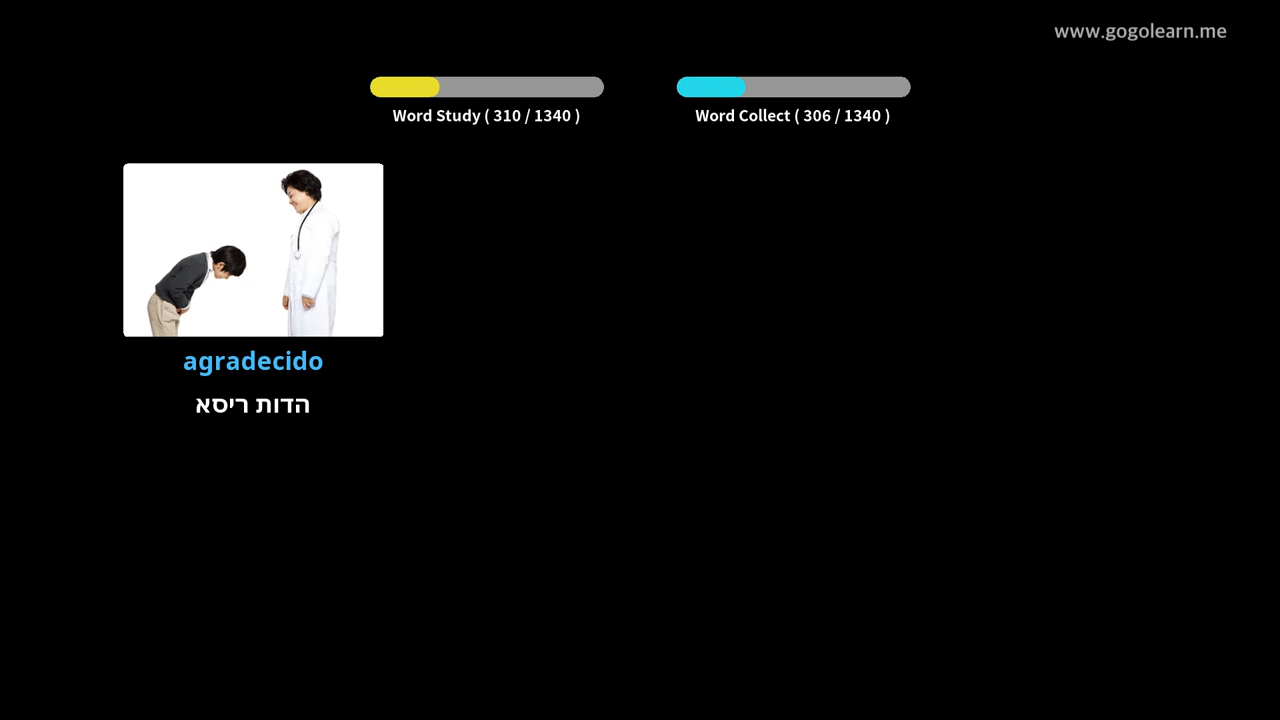 www.gogolearn.me
Word Study ( 310 / 1340 )
Word Collect ( 306 / 1340 )
agradecido
הדות ריסא